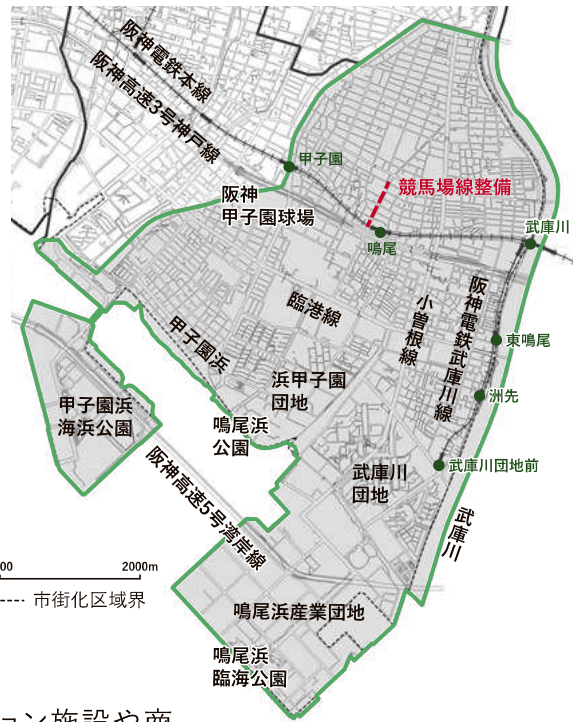 阪神電鉄本線
阪神高速3号神戸線
甲子園
競馬場線整備
阪神
甲子園球場
鳴尾
武庫川
臨港線
小曽根線
阪神電鉄武庫川線
東鳴尾
甲子園浜
浜甲子園
団地
洲先
甲子園浜
海浜公園
鳴尾浜
公園
武庫川
団地
武庫川団地前
阪神高速5号湾岸線
武庫川
00
2000m
市街化区域界
鳴尾浜産業団地
鳴尾浜
臨海公園